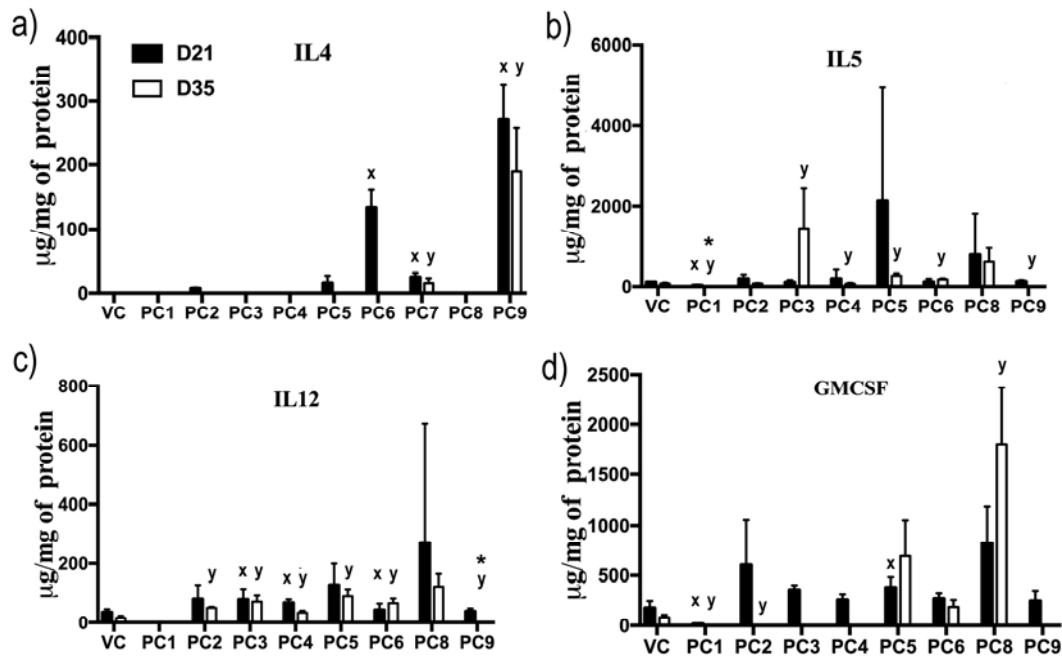 a)
IL4
D21
D35
μg/mg of protein
400
300
200
100
0
x
x y
x y
VC PC1 PC2 PC3 PC4 PC5 PC6 PC7 PC8 PC9
b)
IL5
μg/mg of protein
6000
4000
2000
0
*
x y
y
y
y
y
y
VC PC1 PC2 PC3 PC4 PC5 PC6 PC8 PC9
c)
IL12
μg/mg of protein
800
600
400
200
0
y
x y
x y
y
x y
*
y
VC PC1 PC2 PC3 PC4 PC5 PC6 PC8 PC9
d)
GMCSF
μg/mg of protein
2500
2000
1500
1000
500
0
x y
y
x
y
VC PC1 PC2 PC3 PC4 PC5 PC6 PC8 PC9